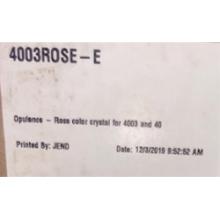 4003ROSE-E
Opulence - Rose color crystal for 4003 and 40
Printed By: JEND
Date: 12/3/2019 9:52:52 AM